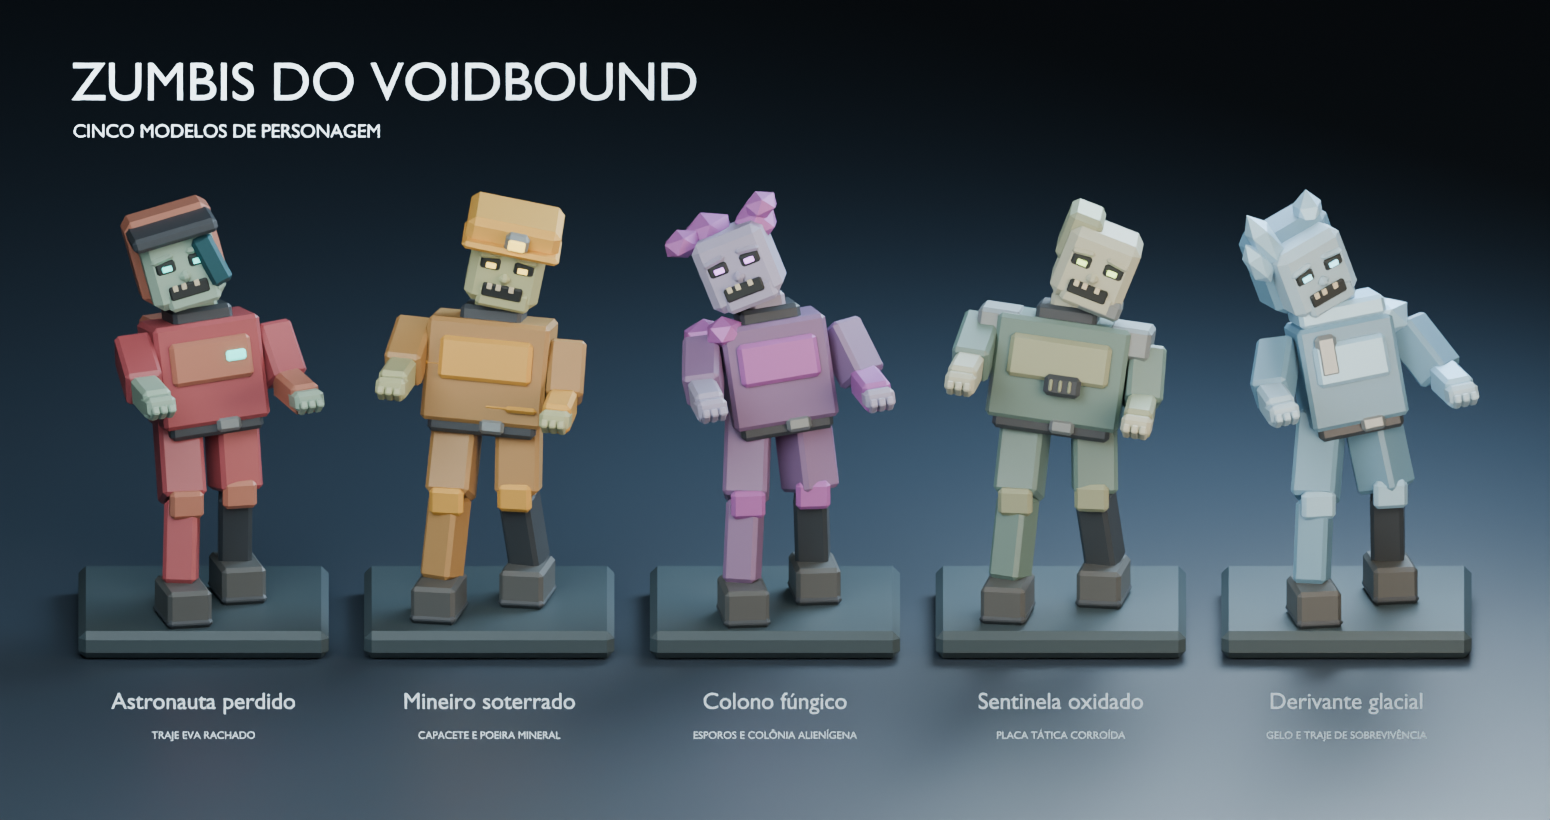 ZUMBIS DO VOIDBOUND
CINCO MODELOS DE PERSONAGEM
Astronauta perdido
TRAJE EVA RACHADO
Mineiro soterrado
CAPACETE E POEIRA MINERAL
Colono fúngico
ESPOROS E COLÔNIA ALIENÍGENA
Sentinela oxidado
PLACA TÁTICA CORROÍDA
Derivante glacial
GELO E TRAJE DE SOBREVIVÊNCIA